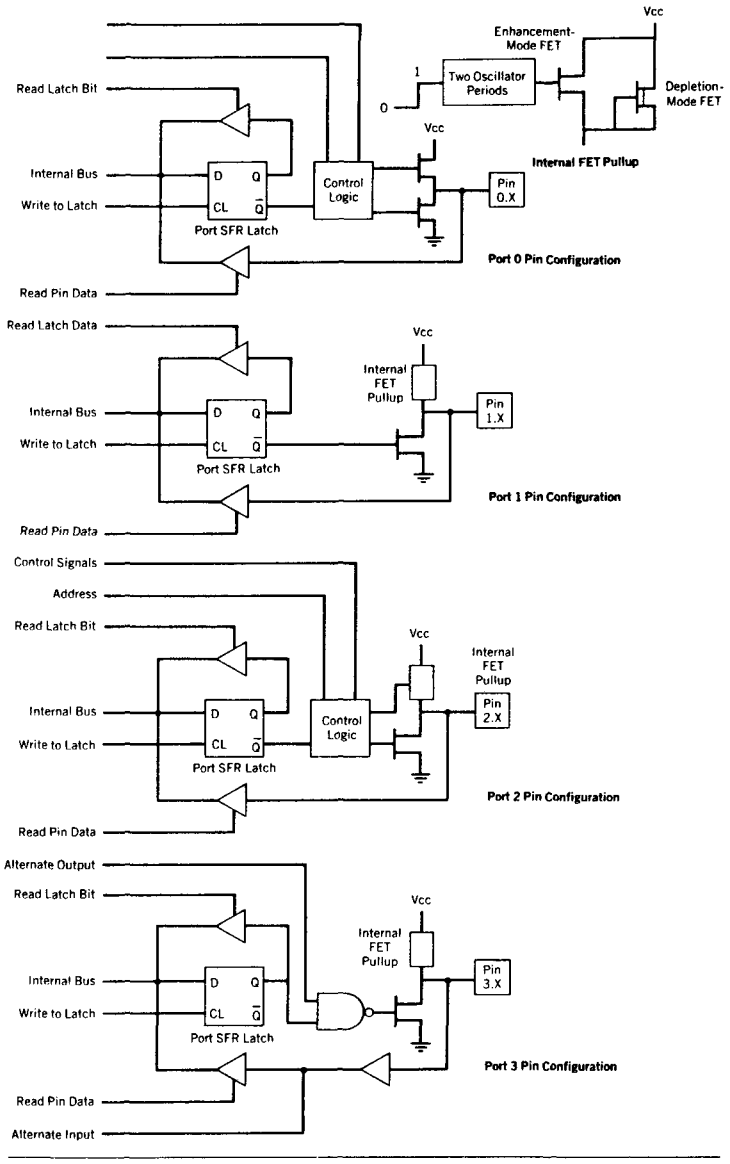 Vcc
Enhancement-
Mode FET
1
0
Two Oscillator
Periods
Depletion-
Mode FET
Internal FET Pullup
Read Latch Bit
Vcc
Internal Bus
D Q
Control
Logic
Pin
0.X
Write to Latch
CL Q̅
Port SFR Latch
Port 0 Pin Configuration
Read Pin Data
Read Latch Data
Vcc
Internal
FET
Pullup
Internal Bus
D Q
Pin
1.X
Write to Latch
CL Q̅
Port SFR Latch
Port 1 Pin Configuration
Read Pin Data
Control Signals
Address
Read Latch Bit
Vcc
Internal
FET
Pullup
Internal Bus
D Q
Control
Logic
Pin
2.X
Write to Latch
CL Q̅
Port SFR Latch
Port 2 Pin Configuration
Read Pin Data
Alternate Output
Read Latch Bit
Vcc
Internal
FET
Pullup
Internal Bus
D Q
Pin
3.X
Write to Latch
CL Q̅
Port SFR Latch
Port 3 Pin Configuration
Read Pin Data
Alternate Input